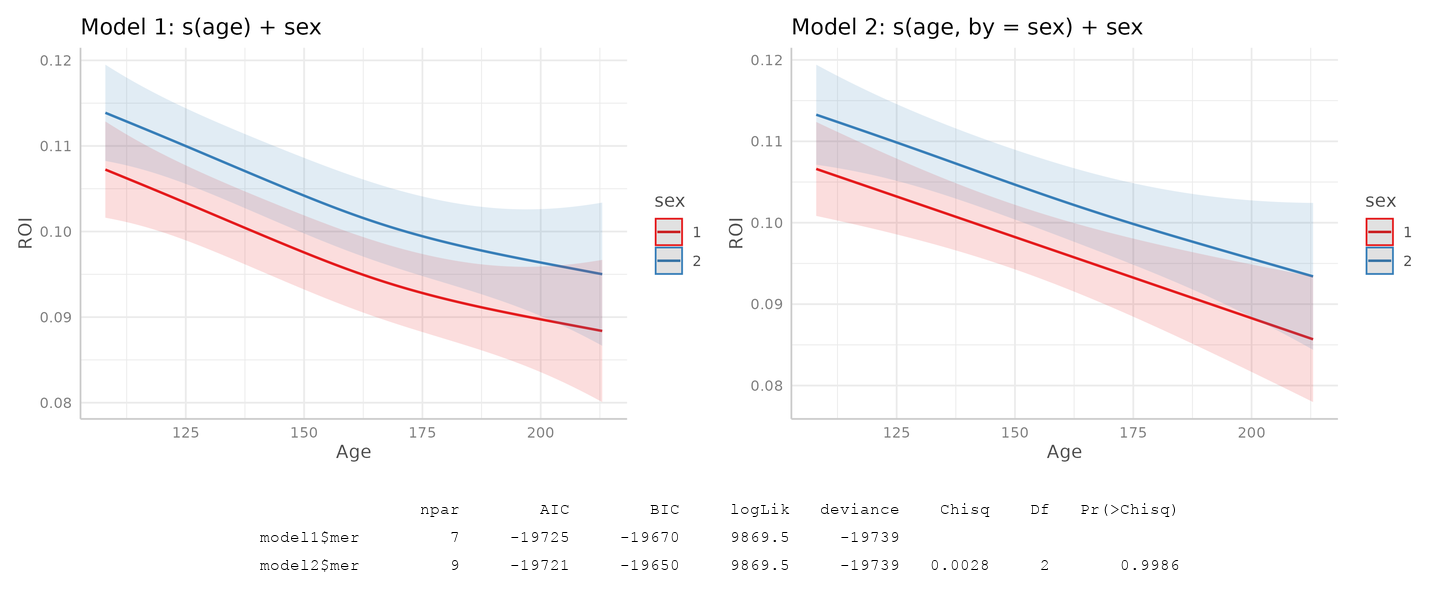 Model 1: s(age) + sex
0.12
0.11
0.10
0.09
0.08
ROI
125 150 175 200
Age
sex
1
2
Model 2: s(age, by = sex) + sex
0.12
0.11
0.10
0.09
0.08
ROI
125 150 175 200
Age
sex
1
2
npar AIC BIC logLik deviance Chisq Df Pr(>Chisq)
model1$mer 7 -19725 -19670 9869.5 -19739
model2$mer 9 -19721 -19650 9869.5 -19739 0.0028 2 0.9986